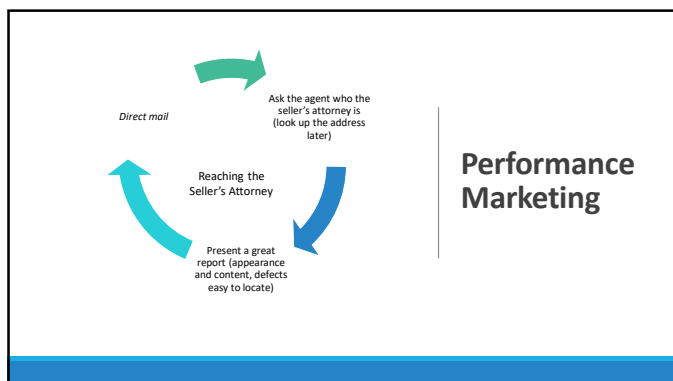 Direct mail
Ask the agent who the
seller's attorney is
(look up the address
later)
Reaching the
Seller's Attorney
Present a great
report (appearance
and content, defects
easy to locate)
Performance
Marketing